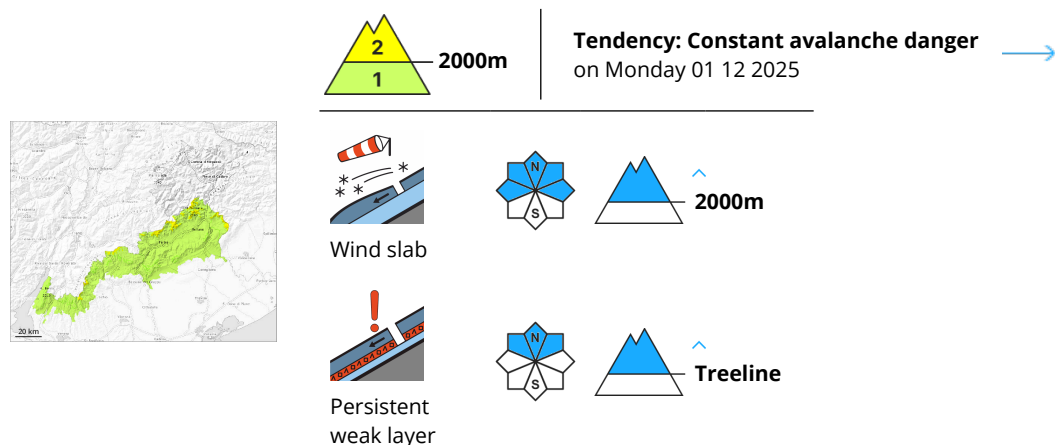 2
1
2000m
Tendency: Constant avalanche danger
on Monday 01 12 2025
20 km
N
S
2000m
Wind slab
N
S
Treeline
Persistent
weak layer